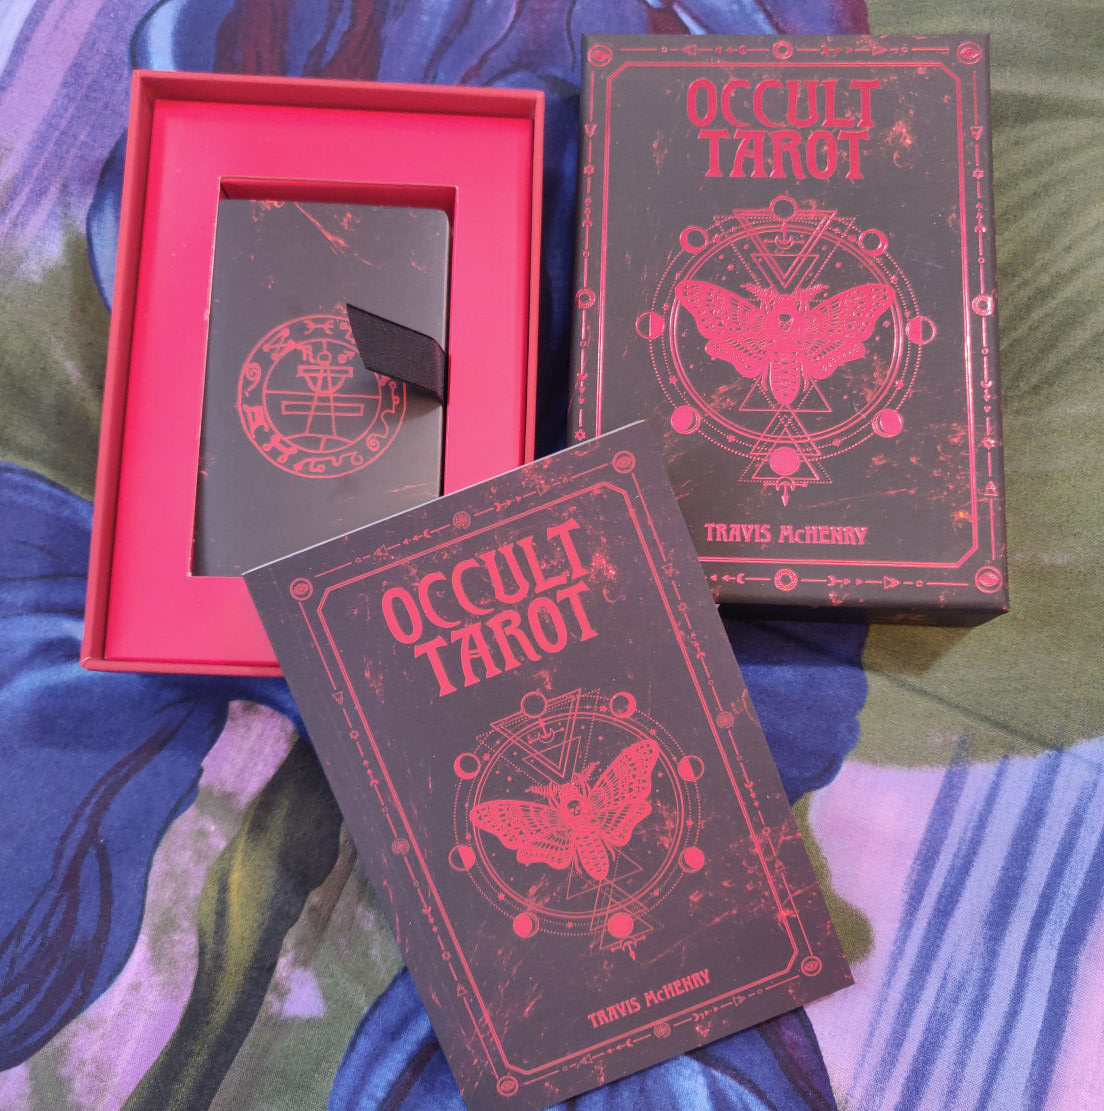 OCCULT
TAROT
TRAVIS McHENRY
OCCULT
TAROT
TRAVIS McHENRY